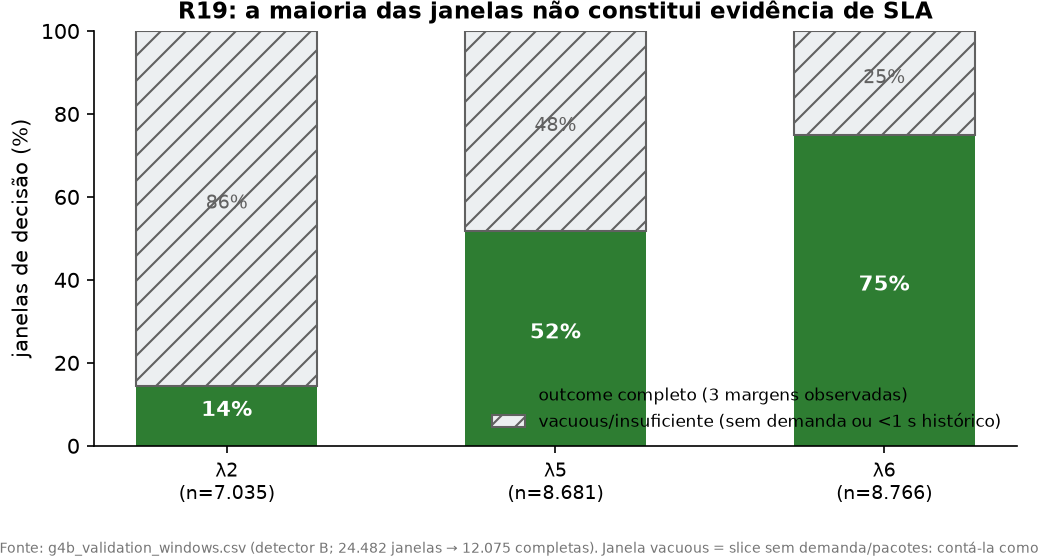 R19: a maioria das janelas não constitui evidência de SLA
janelas de decisão (%)
100
80
60
40
20
0
86%
14%
48%
52%
25%
75%
outcome completo (3 margens observadas)
vacuous/insuficiente (sem demanda ou <1 s histórico)
λ2
(n=7.035)
λ5
(n=8.681)
λ6
(n=8.766)
Fonte: g4b_validation_windows.csv (detector B; 24.482 janelas → 12.075 completas). Janela vacuous = slice sem demanda/pacotes: contá-la como